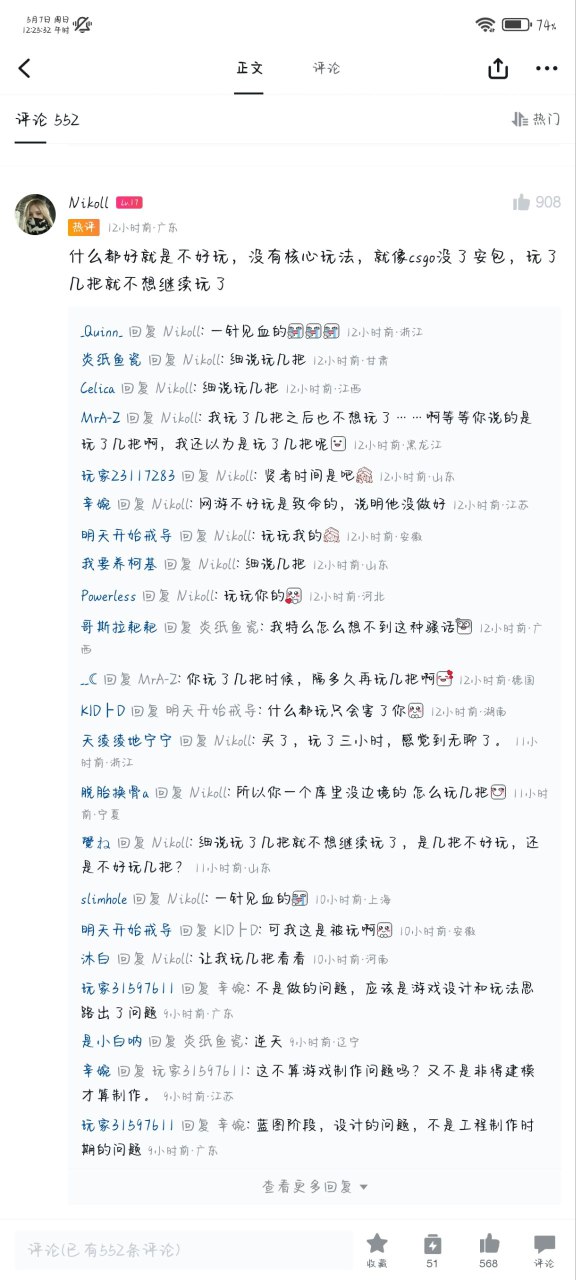 3月7日 周日
12:23:32 午时
74%
正文
评论
评论 552
热门
Nikoll Lv.17
908
热评 12小时前·广东
什么都好就是不好玩，没有核心玩法，就像csgo没了安包，玩了
几把就不想继续玩了
_Quinn_ 回复 Nikoll: 一针见血的 12小时前·浙江
炎纸鱼瓷 回复 Nikoll: 细说玩几把 12小时前·甘肃
Celica 回复 Nikoll: 细说玩几把 12小时前·江西
MrA-Z 回复 Nikoll: 我玩了几把之后也不想玩了……啊等等你说的是
玩了几把啊，我还以为是玩了几把呢 12小时前·黑龙江
玩家23117283 回复 Nikoll: 贤者时间是吧 12小时前·山东
辛婉 回复 Nikoll: 网游不好玩是致命的，说明他没做好 12小时前·江苏
明天开始戒导 回复 Nikoll: 玩玩我的 12小时前·安徽
我要养柯基 回复 Nikoll: 细说几把 12小时前·山东
Powerless 回复 Nikoll: 玩玩你的 12小时前·河北
哥斯拉耙耙 回复 炎纸鱼瓷: 我特么怎么想不到这种骚话 12小时前·广
西
_☾ 回复 MrA-Z: 你玩了几把时候，隔多久再玩几把啊 12小时前·德国
KID卜D 回复 明天开始戒导: 什么都玩只会害了你 12小时前·湖南
天绫绫地宁宁 回复 Nikoll: 买了，玩了三小时，感觉到无聊了。 11小
时前·浙江
脱胎换骨a 回复 Nikoll: 所以你一个库里没边境的 怎么玩几把 11小时
前·宁夏
鹭ね 回复 Nikoll: 细说玩了几把就不想继续玩了，是几把不好玩，还
是不好玩几把？ 11小时前·山东
slimhole 回复 Nikoll: 一针见血的 10小时前·上海
明天开始戒导 回复 KID卜D: 可我这是被玩啊 10小时前·安徽
沐白 回复 Nikoll: 让我玩几把看看 10小时前·河南
玩家31597611 回复 辛婉: 不是做的问题，应该是游戏设计和玩法思
路出了问题 9小时前·广东
是小白呐 回复 炎纸鱼瓷: 逆天 9小时前·辽宁
辛婉 回复 玩家31597611: 这不算游戏制作问题吗？又不是非得建模
才算制作。 9小时前·江苏
玩家31597611 回复 辛婉: 蓝图阶段，设计的问题，不是工程制作时
期的问题 9小时前·广东
查看更多回复
评论(已有552条评论)
收藏
51
568
评论